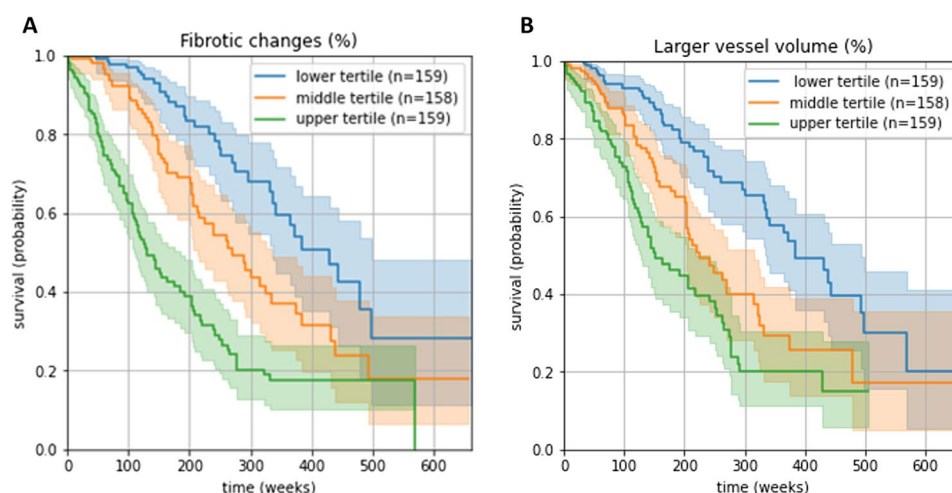 A
Fibrotic changes (%)
lower tertile (n=159)
middle tertile (n=158)
upper tertile (n=159)
1.0
0.8
0.6
0.4
0.2
0.0
survival (probability)
0 100 200 300 400 500 600
time (weeks)
B
Larger vessel volume (%)
lower tertile (n=159)
middle tertile (n=158)
upper tertile (n=159)
1.0
0.8
0.6
0.4
0.2
0.0
survival (probability)
0 100 200 300 400 500 600
time (weeks)